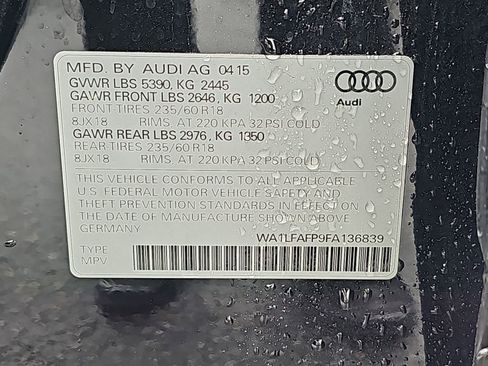 MFD. BY AUDI AG 04 15
GVWR LBS 5390, KG 2445
GAWR FRONT LBS 2646, KG 1200
FRONT-TIRES 235/60 R18
8JX18 RIMS AT 220 KPA 32 PSI COLD
GAWR REAR LBS 2976, KG 1350
REAR-TIRES 235/60 R18
8JX18 RIMS AT 220 KPA 32 PSI COLD
Audi
THIS VEHICLE CONFORMS TO ALL APPLICABLE
U.S. FEDERAL MOTOR VEHICLE SAFETY AND
THEFT PREVENTION STANDARDS IN EFFECT ON
THE DATE OF MANUFACTURE SHOWN ABOVE
GERMANY WA1LFAFP9FA136839
TYPE
MPV